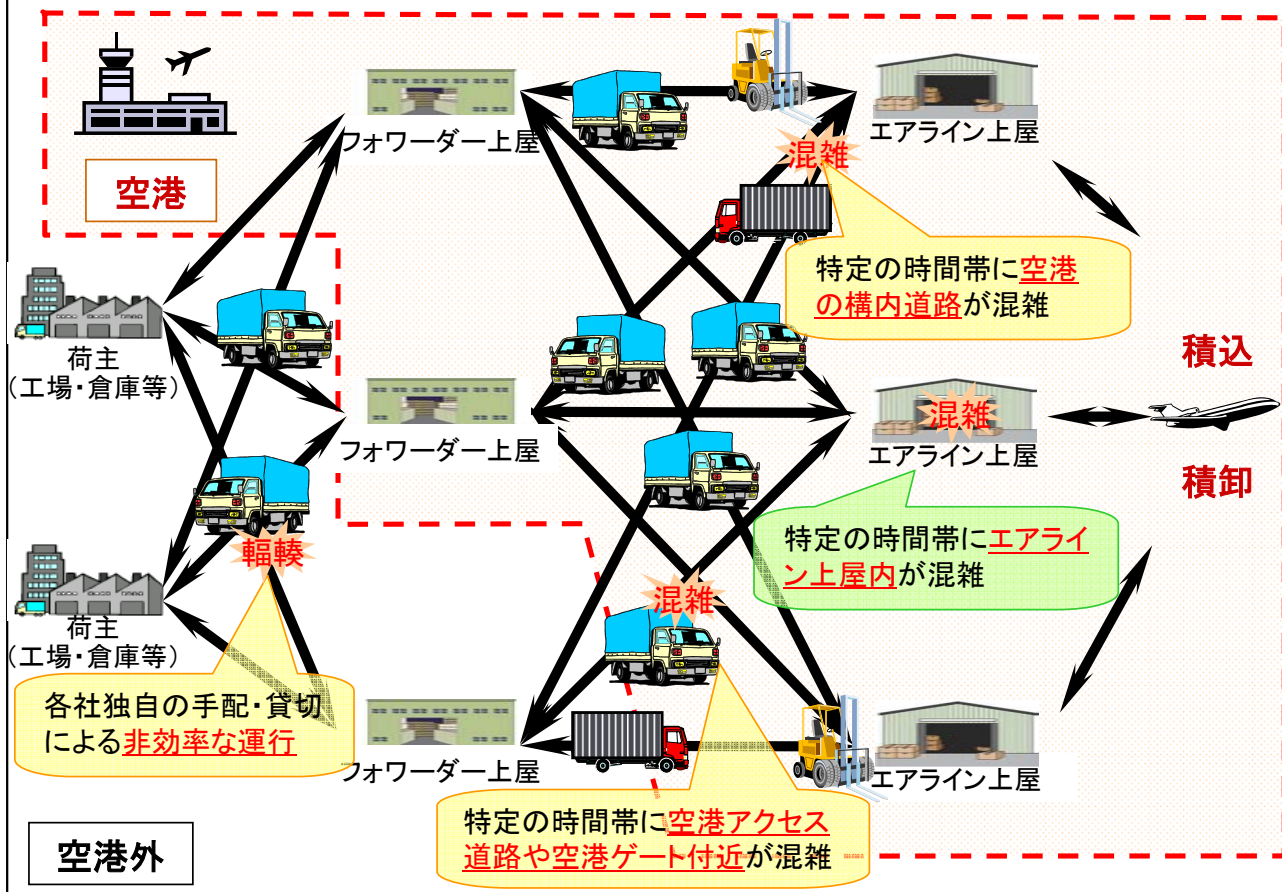 空港
フォワーダー上屋
エアライン上屋
混雑
特定の時間帯に空港
の構内道路が混雑
荷主
(工場・倉庫等)
フォワーダー上屋
混雑
エアライン上屋
積込
積卸
特定の時間帯にエアライ
ン上屋内が混雑
輻輳
混雑
荷主
(工場・倉庫等)
各社独自の手配・貸切
による非効率な運行
フォワーダー上屋
エアライン上屋
特定の時間帯に空港アクセス
道路や空港ゲート付近が混雑
空港外